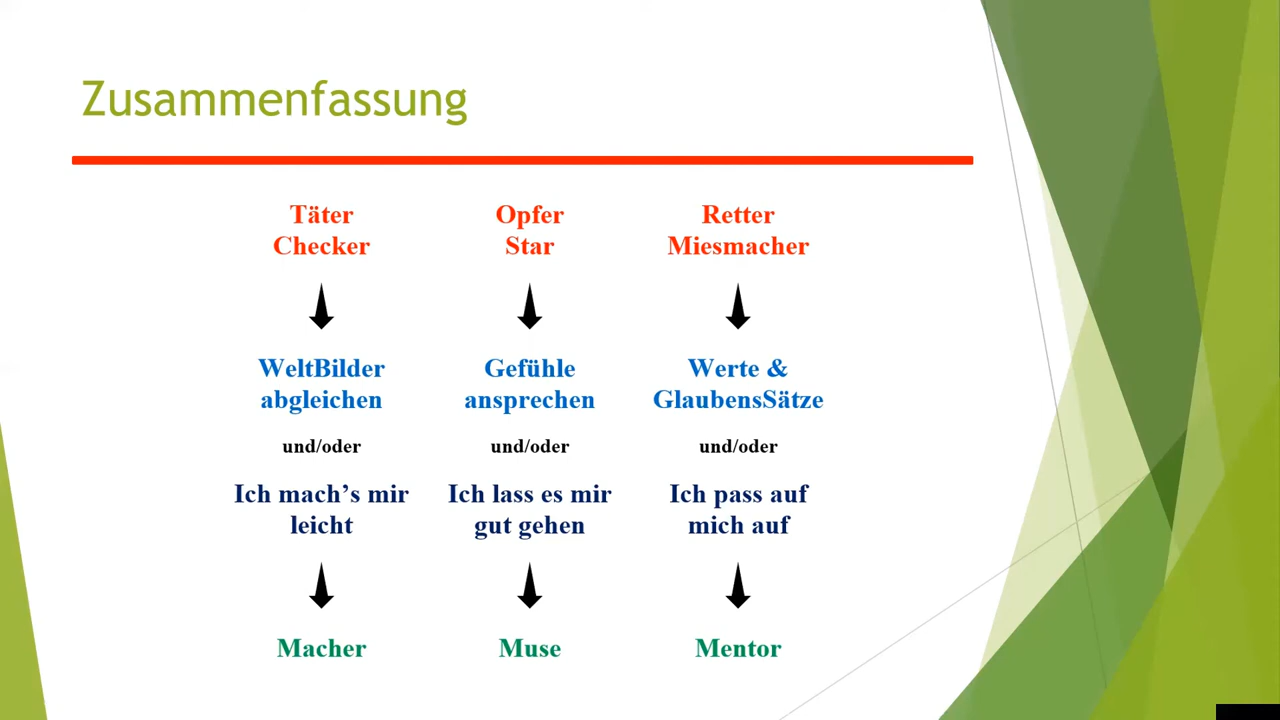 Zusammenfassung
Täter
Checker
Opfer
Star
Retter
Miesmacher
WeltBilder
abgleichen
Gefühle
ansprechen
Werte &
GlaubensSätze
und/oder
und/oder
und/oder
Ich mach’s mir
leicht
Ich lass es mir
gut gehen
Ich pass auf
mich auf
Macher
Muse
Mentor